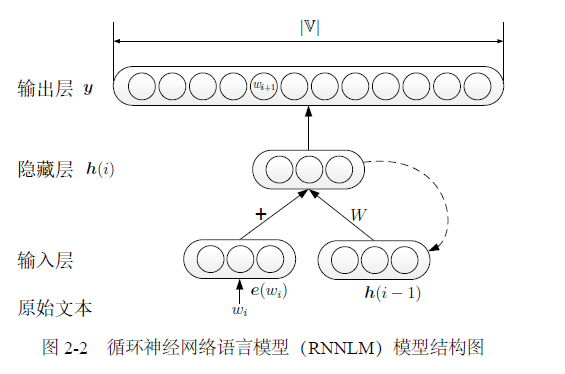 |𝕍|
输出层 y w_{i+1}
隐藏层 h(i)
+ W
输入层
e(w_i) h(i − 1)
原始文本 w_i
图 2-2 循环神经网络语言模型（RNNLM）模型结构图